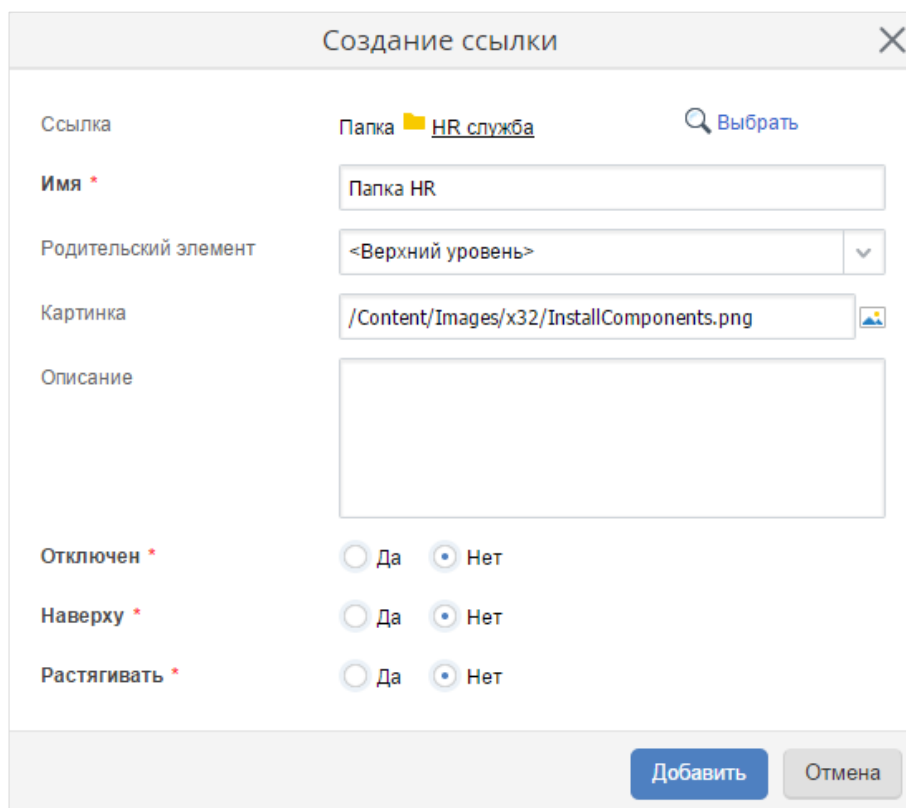 Создание ссылки
Ссылка Папка HR служба Выбрать
Имя * Папка HR
Родительский элемент <Верхний уровень>
Картинка /Content/Images/x32/InstallComponents.png
Описание
Отключен * Да Нет
Наверху * Да Нет
Растягивать * Да Нет
Добавить Отмена